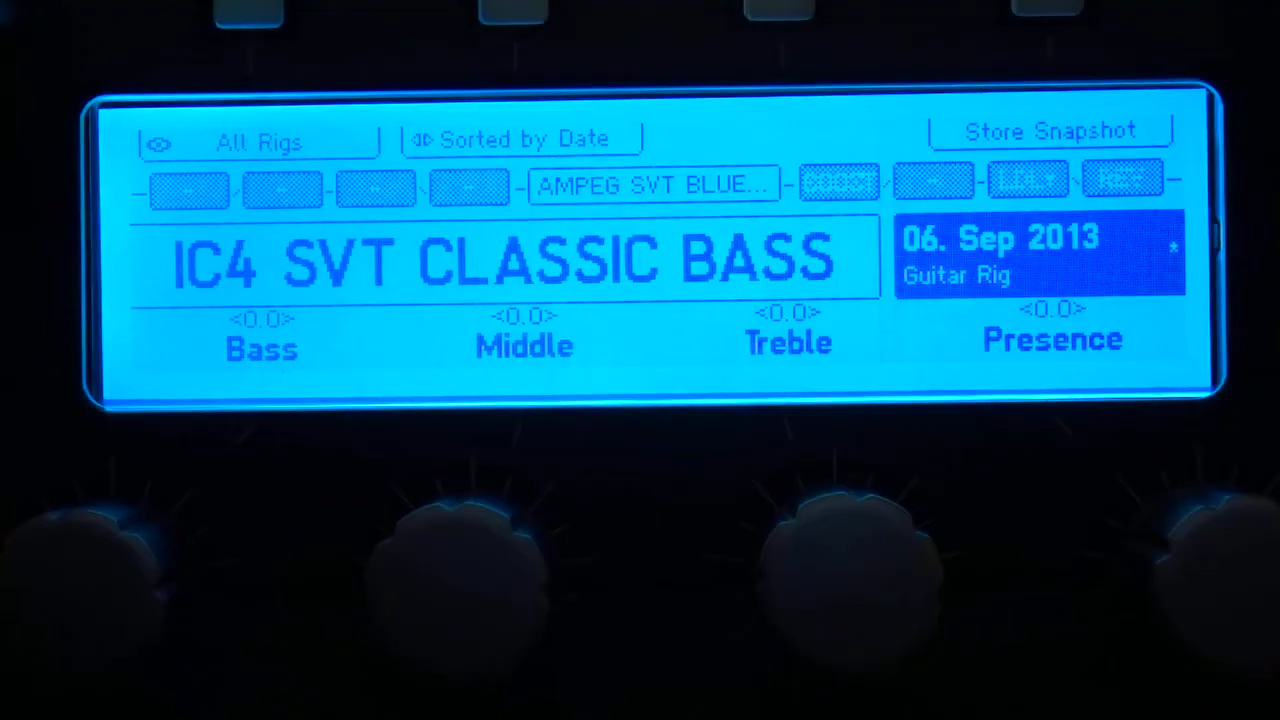 All Rigs
Sorted by Date
Store Snapshot
AMPEG SVT BLUE...
IC4 SVT CLASSIC BASS
06. Sep 2013
*
Guitar Rig
<0.0>
<0.0>
<0.0>
<0.0>
Bass
Middle
Treble
Presence